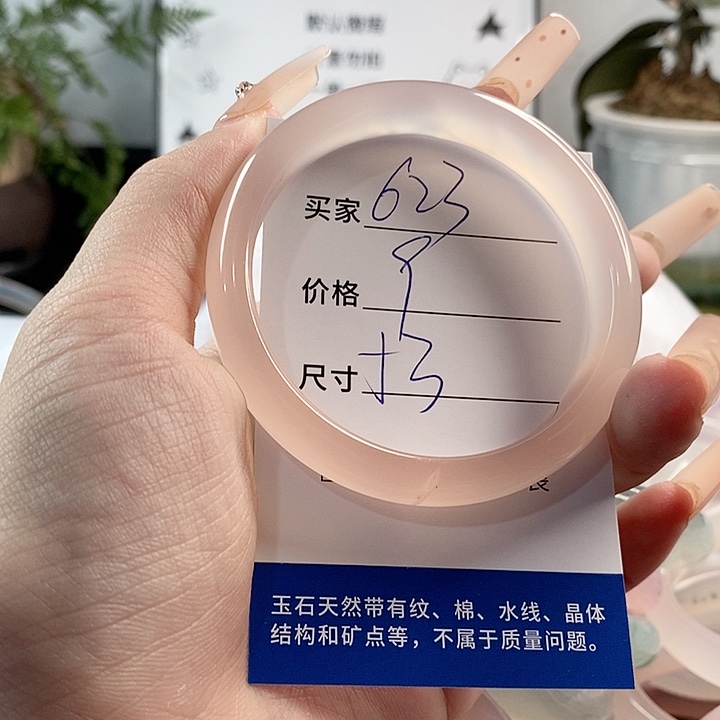 买家 623
价格 9
尺寸 53
玉石天然带有纹、棉、水线、晶体
结构和矿点等，不属于质量问题。